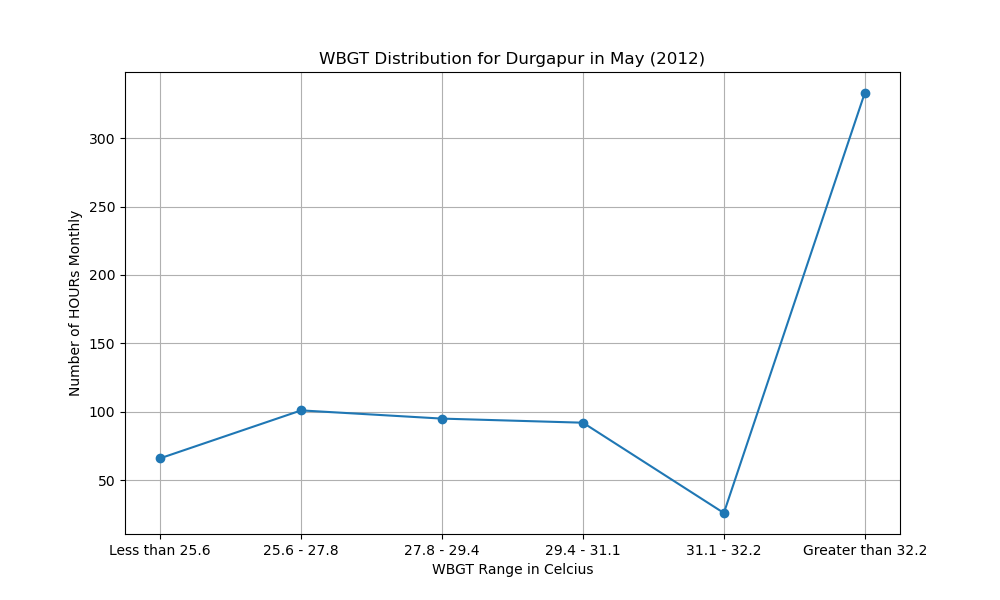 WBGT Distribution for Durgapur in May (2012)
Number of HOURs Monthly
300
250
200
150
100
50
Less than 25.6
25.6 - 27.8
27.8 - 29.4
29.4 - 31.1
31.1 - 32.2
Greater than 32.2
WBGT Range in Celcius